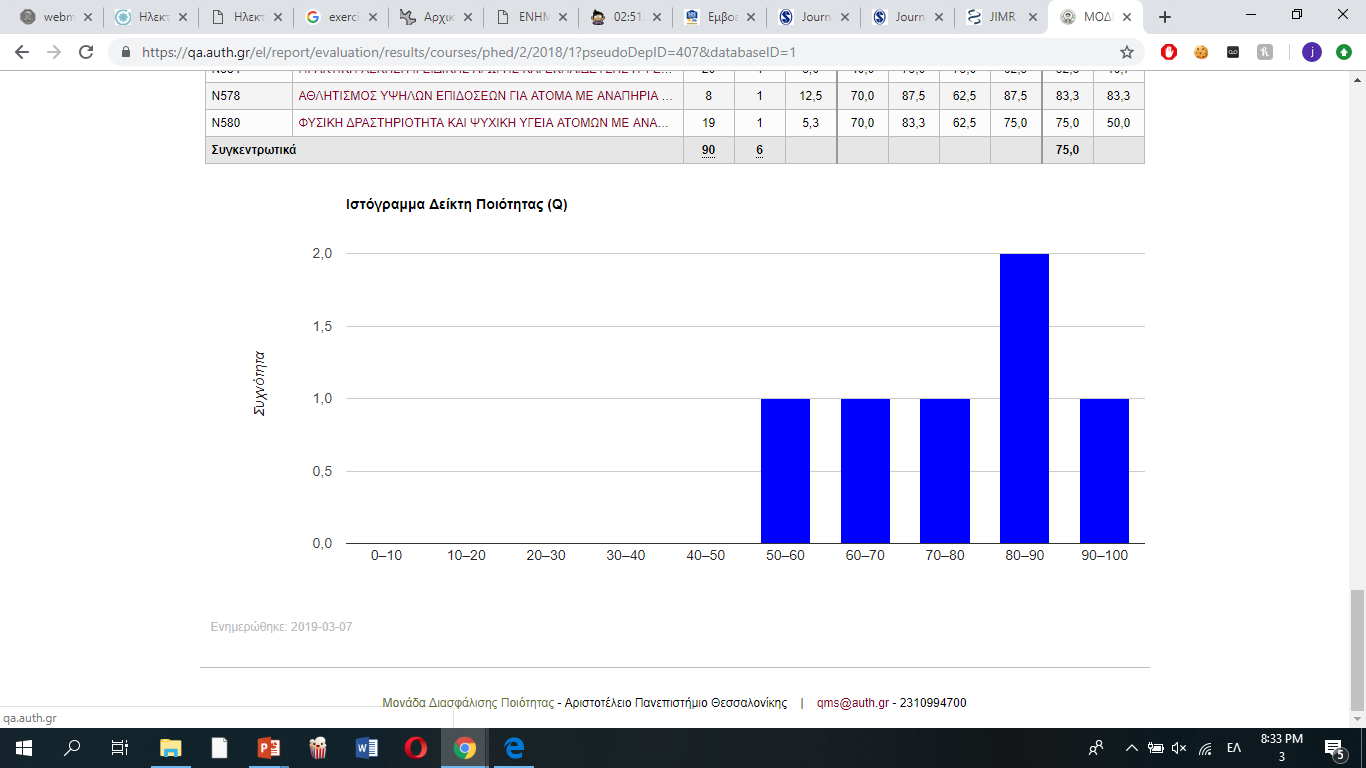 webm
Ηλεκτ
Ηλεκτ
exerci
Αρχικ
ΕΝΗΜ
02:51
Εμβοα
Journ
Journ
JIMR
ΜΟΔΙ
https://qa.auth.gr/el/report/evaluation/results/courses/phed/2/2018/1?pseudoDepID=407&databaseID=1
N578 ΑΘΛΗΤΙΣΜΟΣ ΥΨΗΛΩΝ ΕΠΙΔΟΣΕΩΝ ΓΙΑ ΑΤΟΜΑ ΜΕ ΑΝΑΠΗΡΙΑ ... 8 1 12,5 70,0 87,5 62,5 87,5 83,3 83,3
N580 ΦΥΣΙΚΗ ΔΡΑΣΤΗΡΙΟΤΗΤΑ ΚΑΙ ΨΥΧΙΚΗ ΥΓΕΙΑ ΑΤΟΜΩΝ ΜΕ ΑΝΑ... 19 1 5,3 70,0 83,3 62,5 75,0 75,0 50,0
Συγκεντρωτικά 90 6 75,0
Ιστόγραμμα Δείκτη Ποιότητας (Q)
2,0
1,5
1,0
0,5
0,0
Συχνότητα
0–10 10–20 20–30 30–40 40–50 50–60 60–70 70–80 80–90 90–100
Ενημερώθηκε: 2019-03-07
Μονάδα Διασφάλισης Ποιότητας - Αριστοτέλειο Πανεπιστήμιο Θεσσαλονίκης | qms@auth.gr - 2310994700
qa.auth.gr
ΕΛ
8:33 PM
3
5